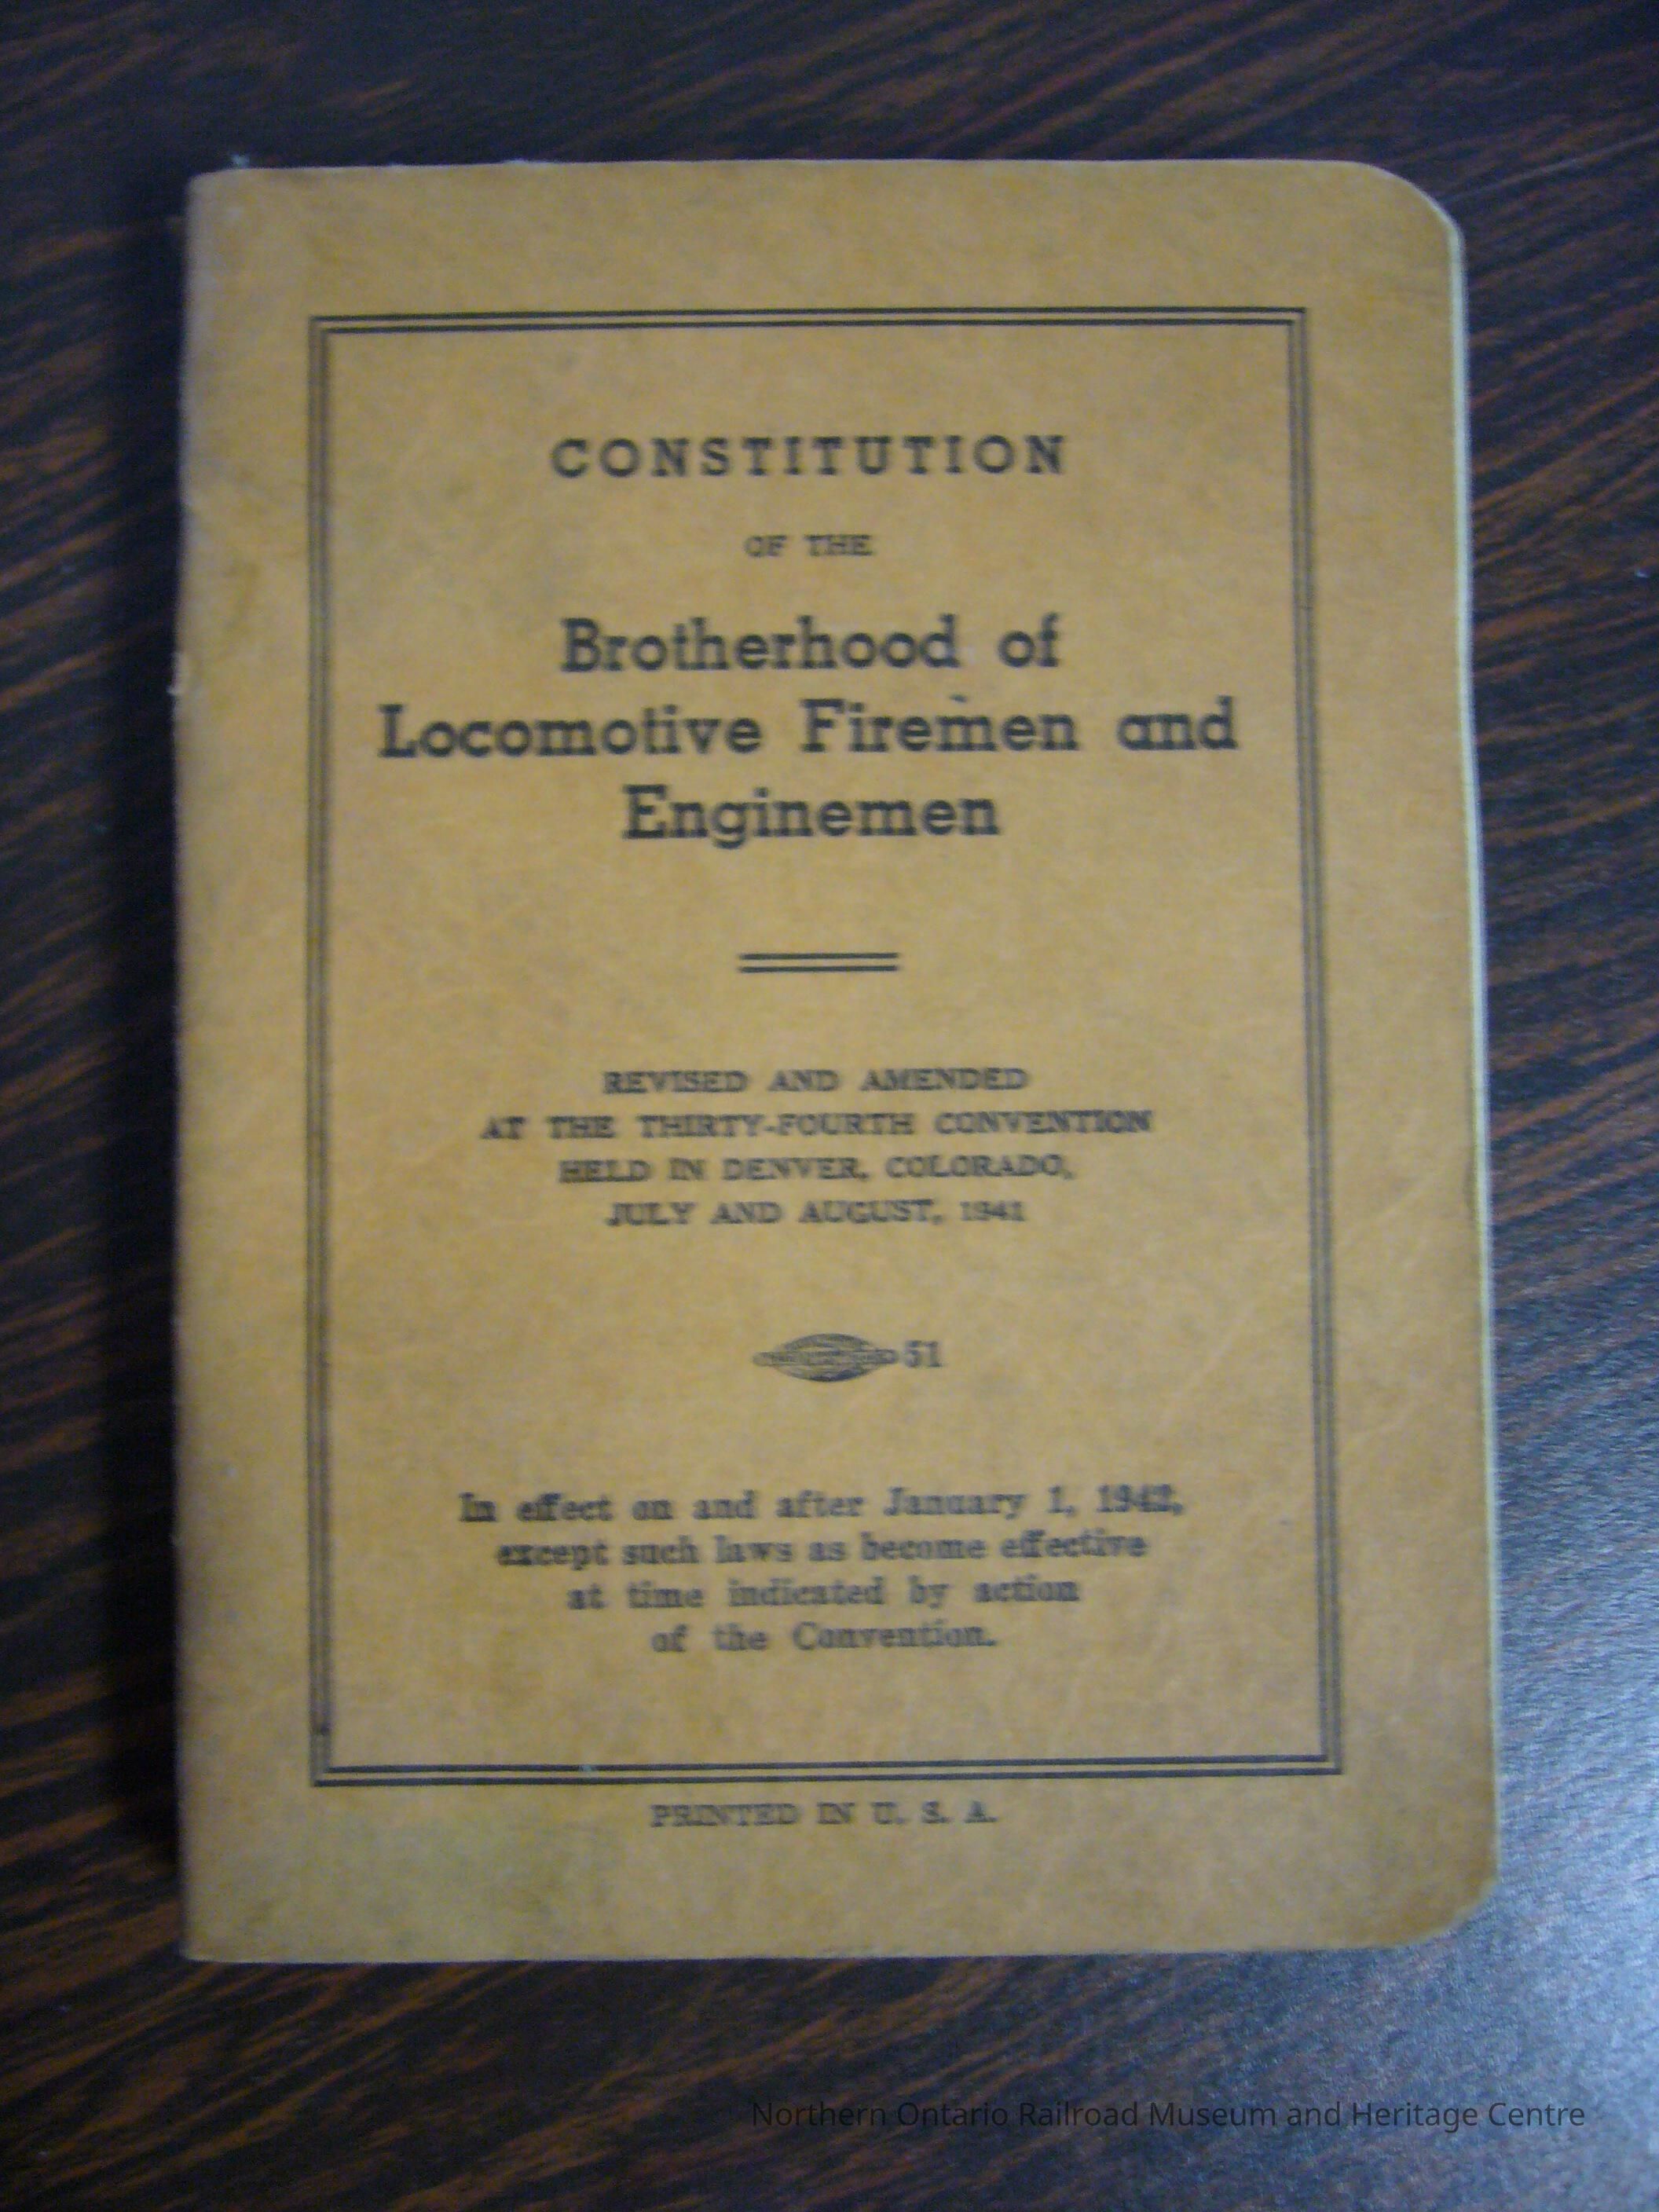 CONSTITUTION
OF THE
Brotherhood of
Locomotive Firemen and
Enginemen
REVISED AND AMENDED
AT THE THIRTY-FOURTH CONVENTION
HELD IN DENVER, COLORADO,
JULY AND AUGUST, 1941
51
In effect on and after January 1, 1942,
except such laws as become effective
at time indicated by action
of the Convention.
PRINTED IN U. S. A.
Northern Ontario Railroad Museum and Heritage Centre